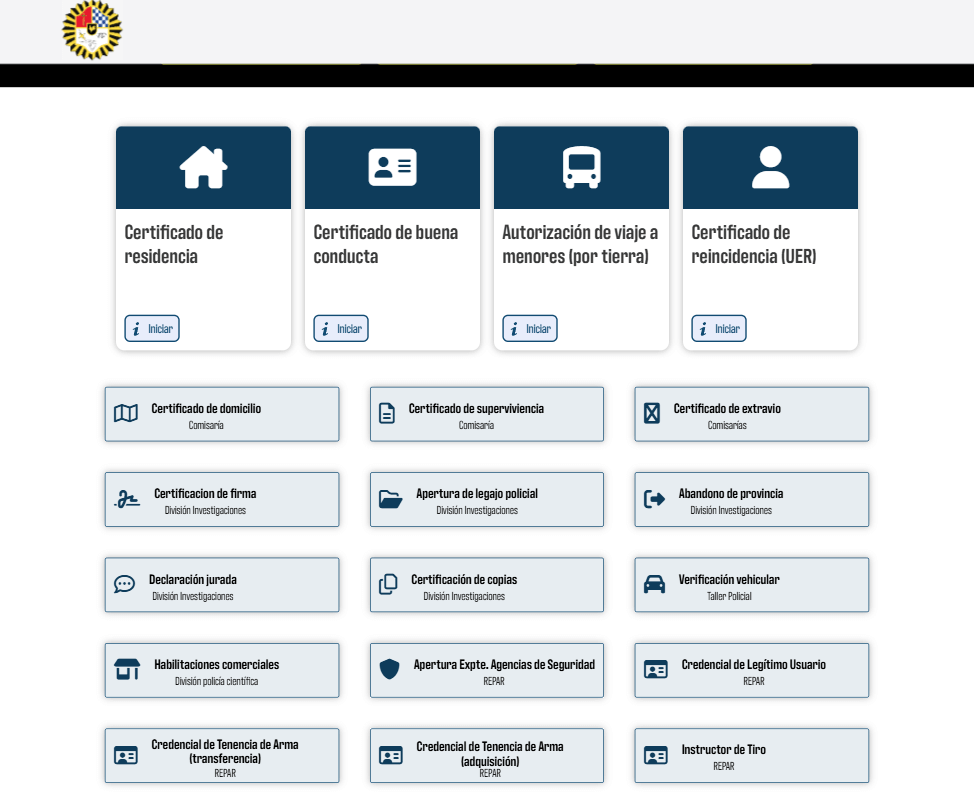 Certificado de
residencia
Iniciar
Certificado de buena
conducta
Iniciar
Autorización de viaje a
menores (por tierra)
Iniciar
Certificado de
reincidencia (UER)
Iniciar
Certificado de domicilio
Comisaría
Certificado de superviviencia
Comisaría
Certificado de extravio
Comisarías
Certificacion de firma
División Investigaciones
Apertura de legajo policial
División Investigaciones
Abandono de provincia
División Investigaciones
Declaración jurada
División Investigaciones
Certificación de copias
División Investigaciones
Verificación vehicular
Taller Policial
Habilitaciones comerciales
División policía científica
Apertura Expte. Agencias de Seguridad
REPAR
Credencial de Legítimo Usuario
REPAR
Credencial de Tenencia de Arma
(transferencia)
REPAR
Credencial de Tenencia de Arma
(adquisición)
REPAR
Instructor de Tiro
REPAR